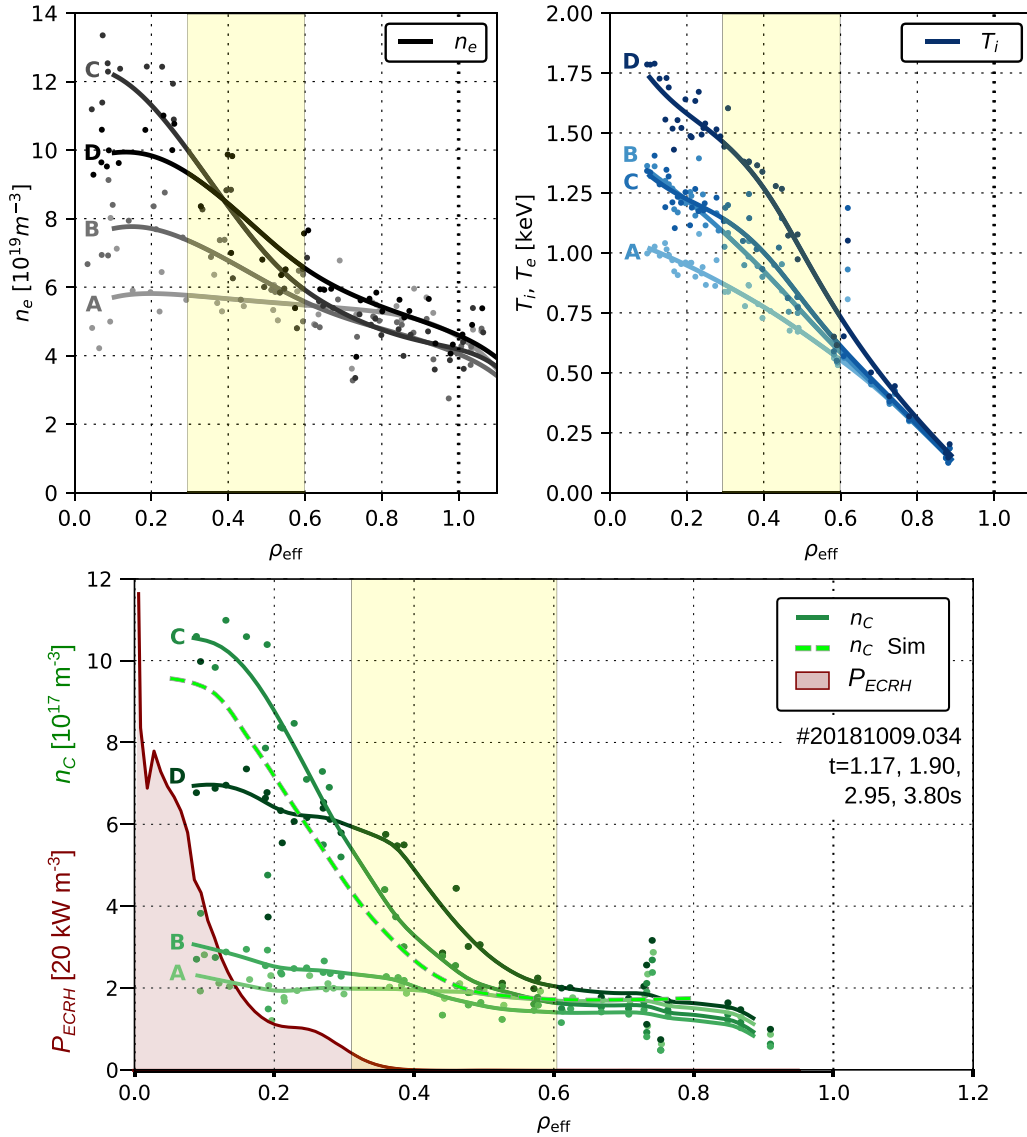 14
12
10
8
6
4
2
0
n_e [10^19 m^−3]
n_e
C
D
B
A
0.0 0.2 0.4 0.6 0.8 1.0
ρ_eff
2.00
1.75
1.50
1.25
1.00
0.75
0.50
0.25
0.00
T_i, T_e [keV]
T_i
D
B
C
A
0.0 0.2 0.4 0.6 0.8 1.0
ρ_eff
12
10
8
6
4
2
0
n_C [10^17 m^-3]
P_ECRH [20 kW m^-3]
C
D
B
A
n_C
n_C Sim
P_ECRH
#20181009.034
t=1.17, 1.90,
2.95, 3.80s
0.0 0.2 0.4 0.6 0.8 1.0 1.2
ρ_eff